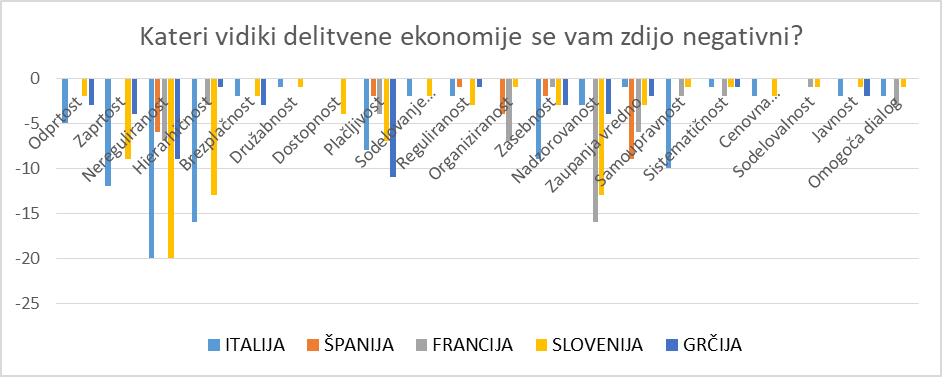 Kateri vidiki delitvene ekonomije se vam zdijo negativni?
0
-5
-10
-15
-20
-25
Odprtost
Zaprtost
Nereguliranost
Hierarhičnost
Brezplačnost
Družabnost
Dostopnost
Plačljivost
Sodelovanje...
Reguliranost
Organiziranost
Zasebnost
Nadzorovanost
Zaupanja vredno
Samoupravnost
Sistematičnost
Cenovna...
Sodelovalnost
Javnost
Omogoča dialog
ITALIJA
ŠPANIJA
FRANCIJA
SLOVENIJA
GRČIJA